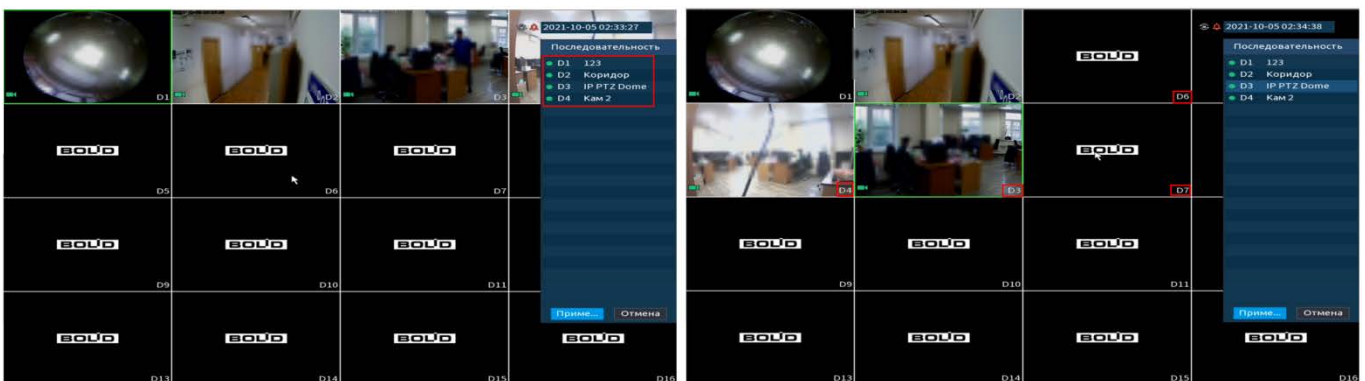 2021-10-05 02:33:27
Последовательность
D1 123
D2 Коридор
D3 IP PTZ Dome
D4 Кам 2
D1
D2
D3
BOLID
BOLID
BOLID
D5
D6
D7
BOLID
BOLID
BOLID
D9
D10
D11
Приме...
Отмена
BOLID
BOLID
BOLID
BOLID
D13
D14
D15
D16
2021-10-05 02:34:38
Последовательность
D1 123
D2 Коридор
D3 IP PTZ Dome
D4 Кам 2
BOLID
D1
D6
BOLID
D4
D3
D7
BOLID
BOLID
BOLID
D9
D10
D11
Приме...
Отмена
BOLID
BOLID
BOLID
BOLID
D13
D14
D15
D16